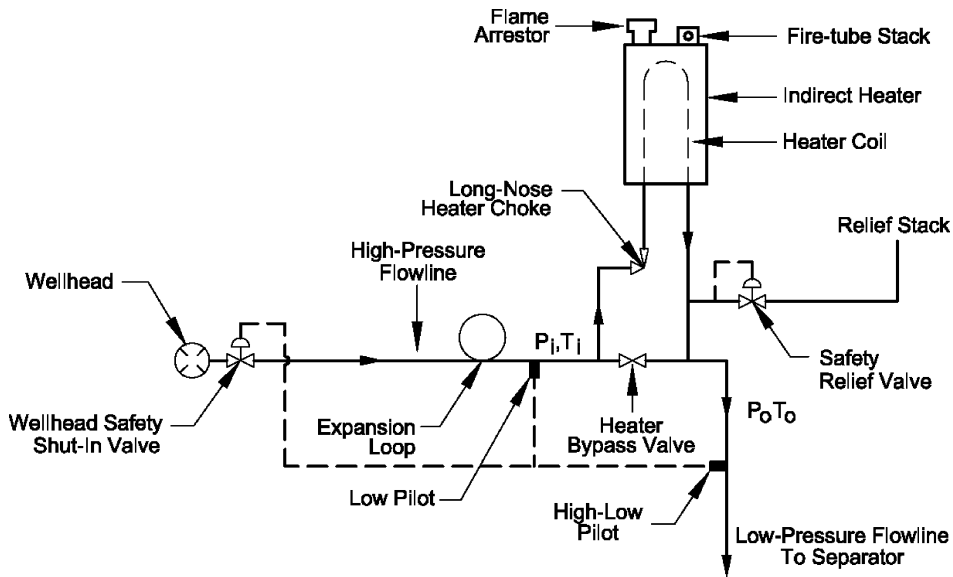 Flame
Arrestor
Fire-tube Stack
Indirect Heater
Heater Coil
Long-Nose
Heater Choke
Relief Stack
High-Pressure
Flowline
Wellhead
Pi,Ti
Safety
Relief Valve
PoTo
Wellhead Safety
Shut-In Valve
Expansion
Loop
Heater
Bypass Valve
Low Pilot
High-Low
Pilot
Low-Pressure Flowline
To Separator